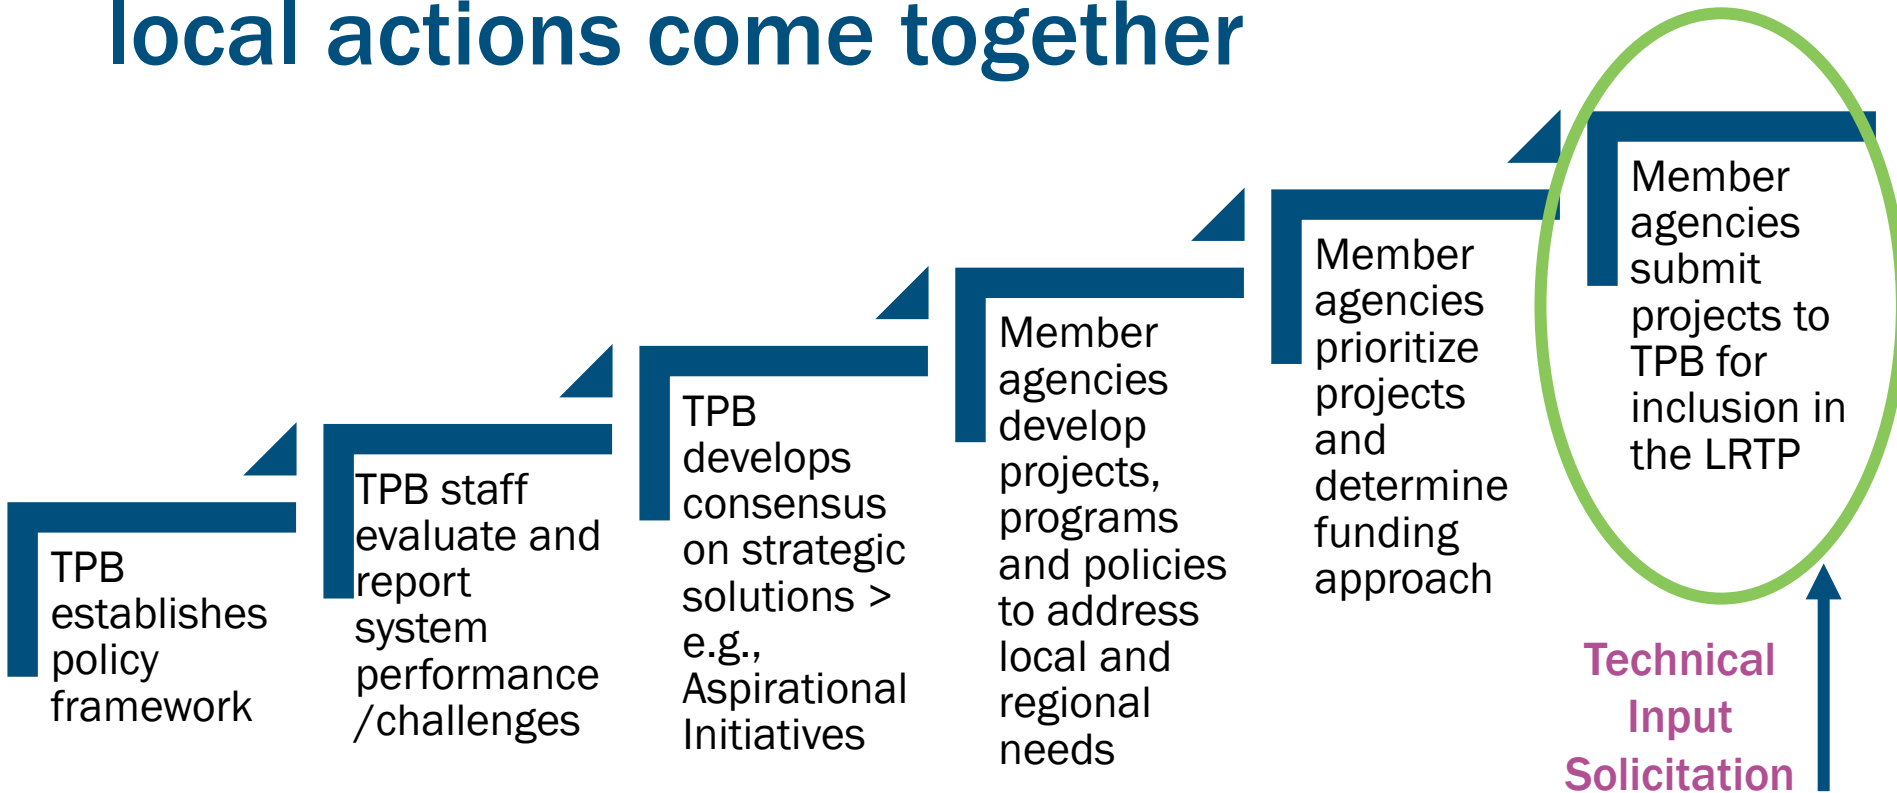 local actions come together
TPB
establishes
policy
framework
TPB staff
evaluate and
report
system
performance
/challenges
TPB
develops
consensus
on strategic
solutions >
e.g.,
Aspirational
Initiatives
Member
agencies
develop
projects,
programs
and policies
to address
local and
regional
needs
Member
agencies
prioritize
projects
and
determine
funding
approach
Member
agencies
submit
projects to
TPB for
inclusion in
the LRTP
Technical
Input
Solicitation